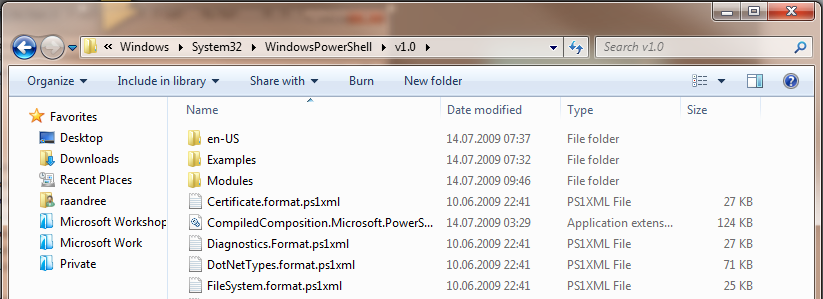 « Windows ▸ System32 ▸ WindowsPowerShell ▸ v1.0 ▸ Search v1.0
Organize ▾ Include in library ▾ Share with ▾ Burn New folder
Name Date modified Type Size
Favorites
Desktop
Downloads
Recent Places
raandree
Microsoft Workshop
Microsoft Work
Private
en-US 14.07.2009 07:37 File folder
Examples 14.07.2009 07:32 File folder
Modules 14.07.2009 09:46 File folder
Certificate.format.ps1xml 10.06.2009 22:41 PS1XML File 27 KB
CompiledComposition.Microsoft.PowerS... 14.07.2009 03:29 Application extens... 124 KB
Diagnostics.Format.ps1xml 10.06.2009 22:41 PS1XML File 27 KB
DotNetTypes.format.ps1xml 10.06.2009 22:41 PS1XML File 71 KB
FileSystem.format.ps1xml 10.06.2009 22:41 PS1XML File 25 KB